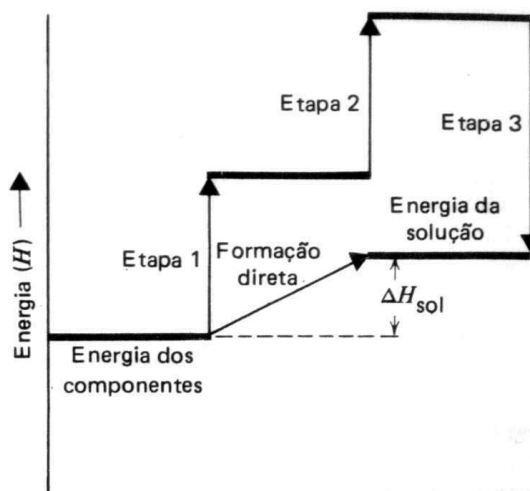 Etapa 2
Etapa 3
Energia da
solução
Etapa 1
Formação
direta
ΔHsol
Energia (H)
Energia dos
componentes